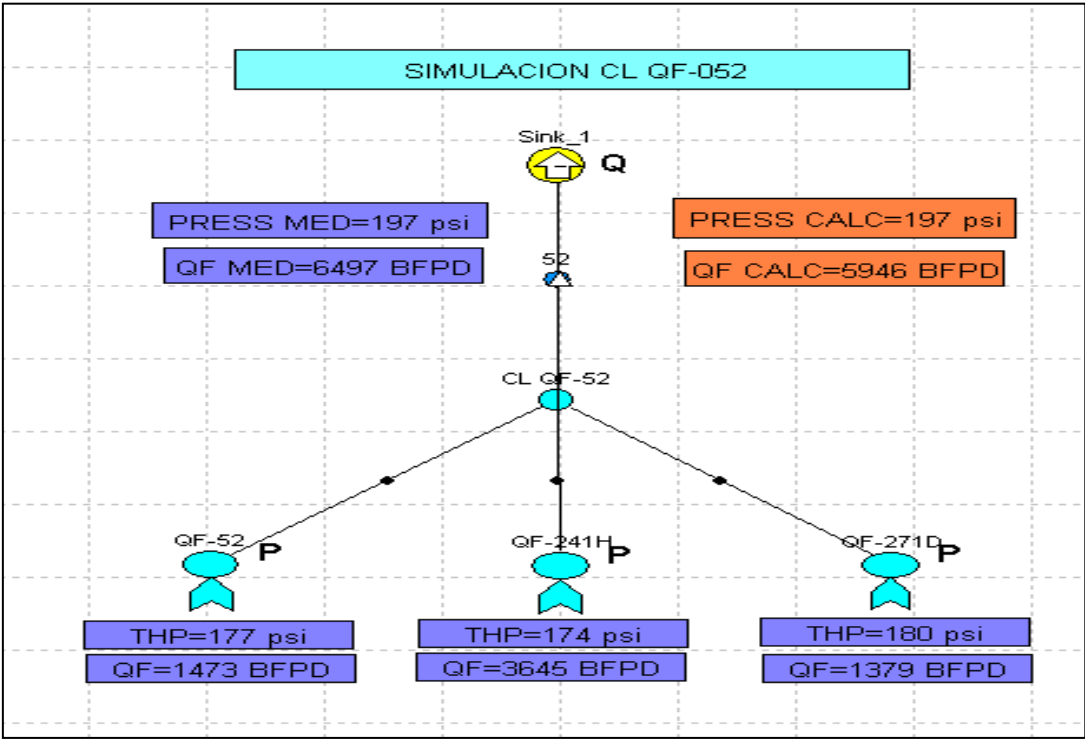 SIMULACION CL QF-052
Sink_1
Q
PRESS MED=197 psi
PRESS CALC=197 psi
QF MED=6497 BFPD
52
QF CALC=5946 BFPD
CL QF-52
QF-52
P
QF-241H
P
QF-271D
P
THP=177 psi
THP=174 psi
THP=180 psi
QF=1473 BFPD
QF=3645 BFPD
QF=1379 BFPD